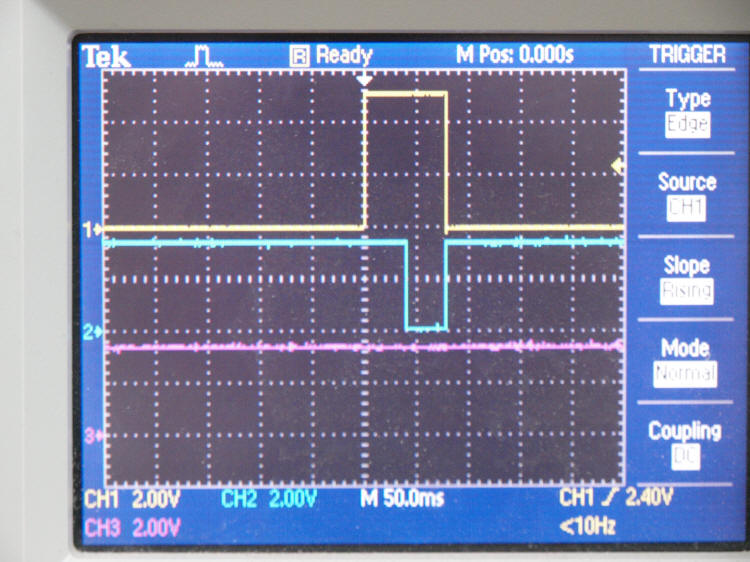 Tek R Ready M Pos: 0.000s TRIGGER
Type
Edge
Source
CH1
Slope
Rising
Mode
Normal
Coupling
DC
1
2
3
CH1 2.00V CH2 2.00V M 50.0ms CH1 2.40V
CH3 2.00V <10Hz